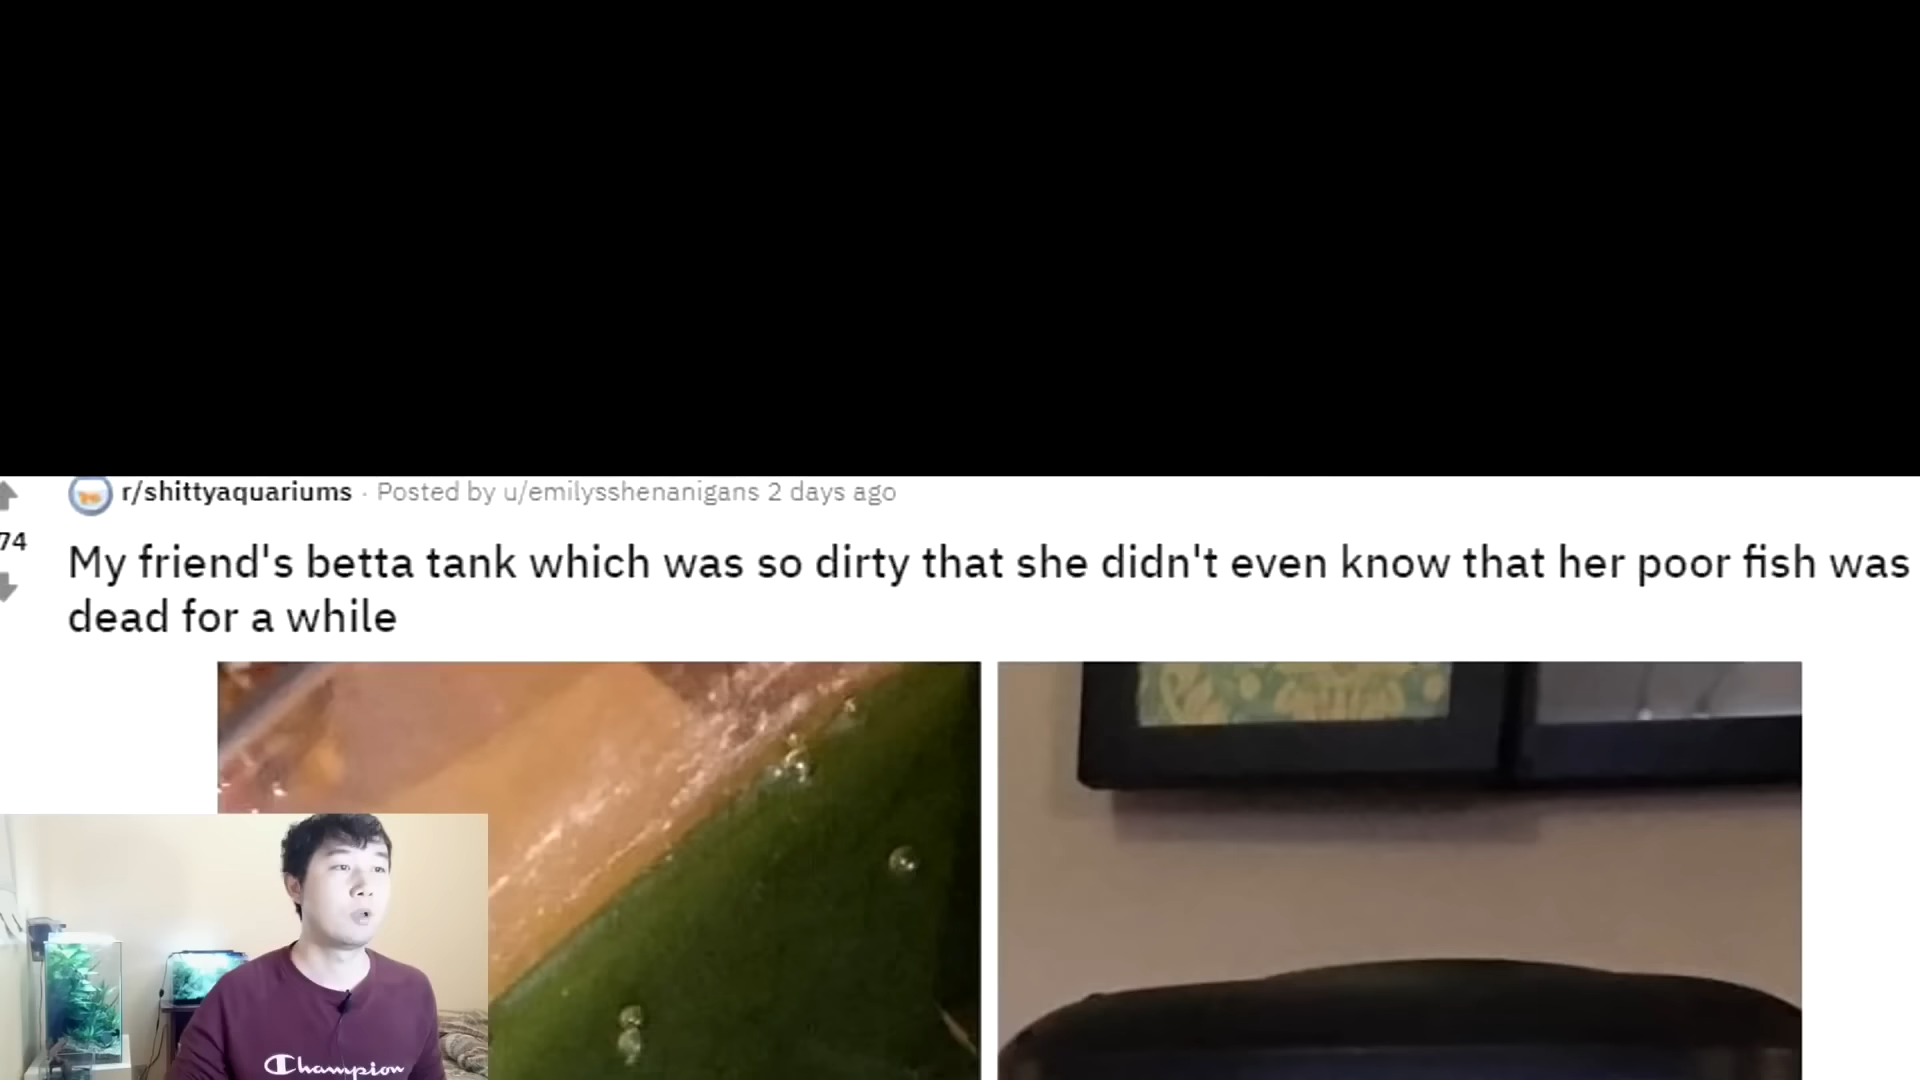 r/shittyaquariums · Posted by u/emilysshenanigans 2 days ago
74
My friend's betta tank which was so dirty that she didn't even know that her poor fish was
dead for a while
Champion